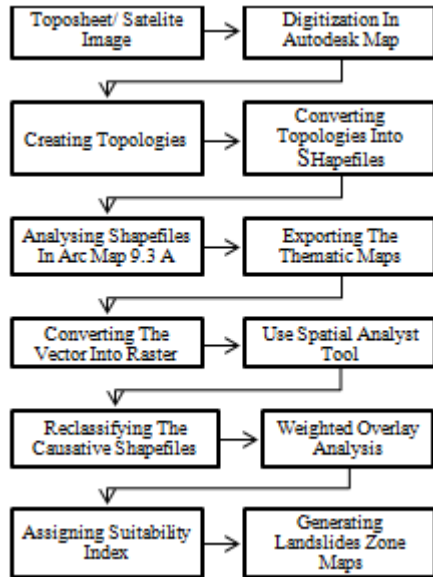 Toposheet/ Satelite
Image
Digitization In
Autodesk Map
Creating Topologies
Converting
Topologies Into
SHapefiles
Analysing Shapefiles
In Arc Map 9.3 A
Exporting The
Thematic Maps
Converting The
Vector Into Raster
Use Spatial Analyst
Tool
Reclassifying The
Causative Shapefiles
Weighted Overlay
Analysis
Assigning Suitability
Index
Generating
Landslides Zone
Maps